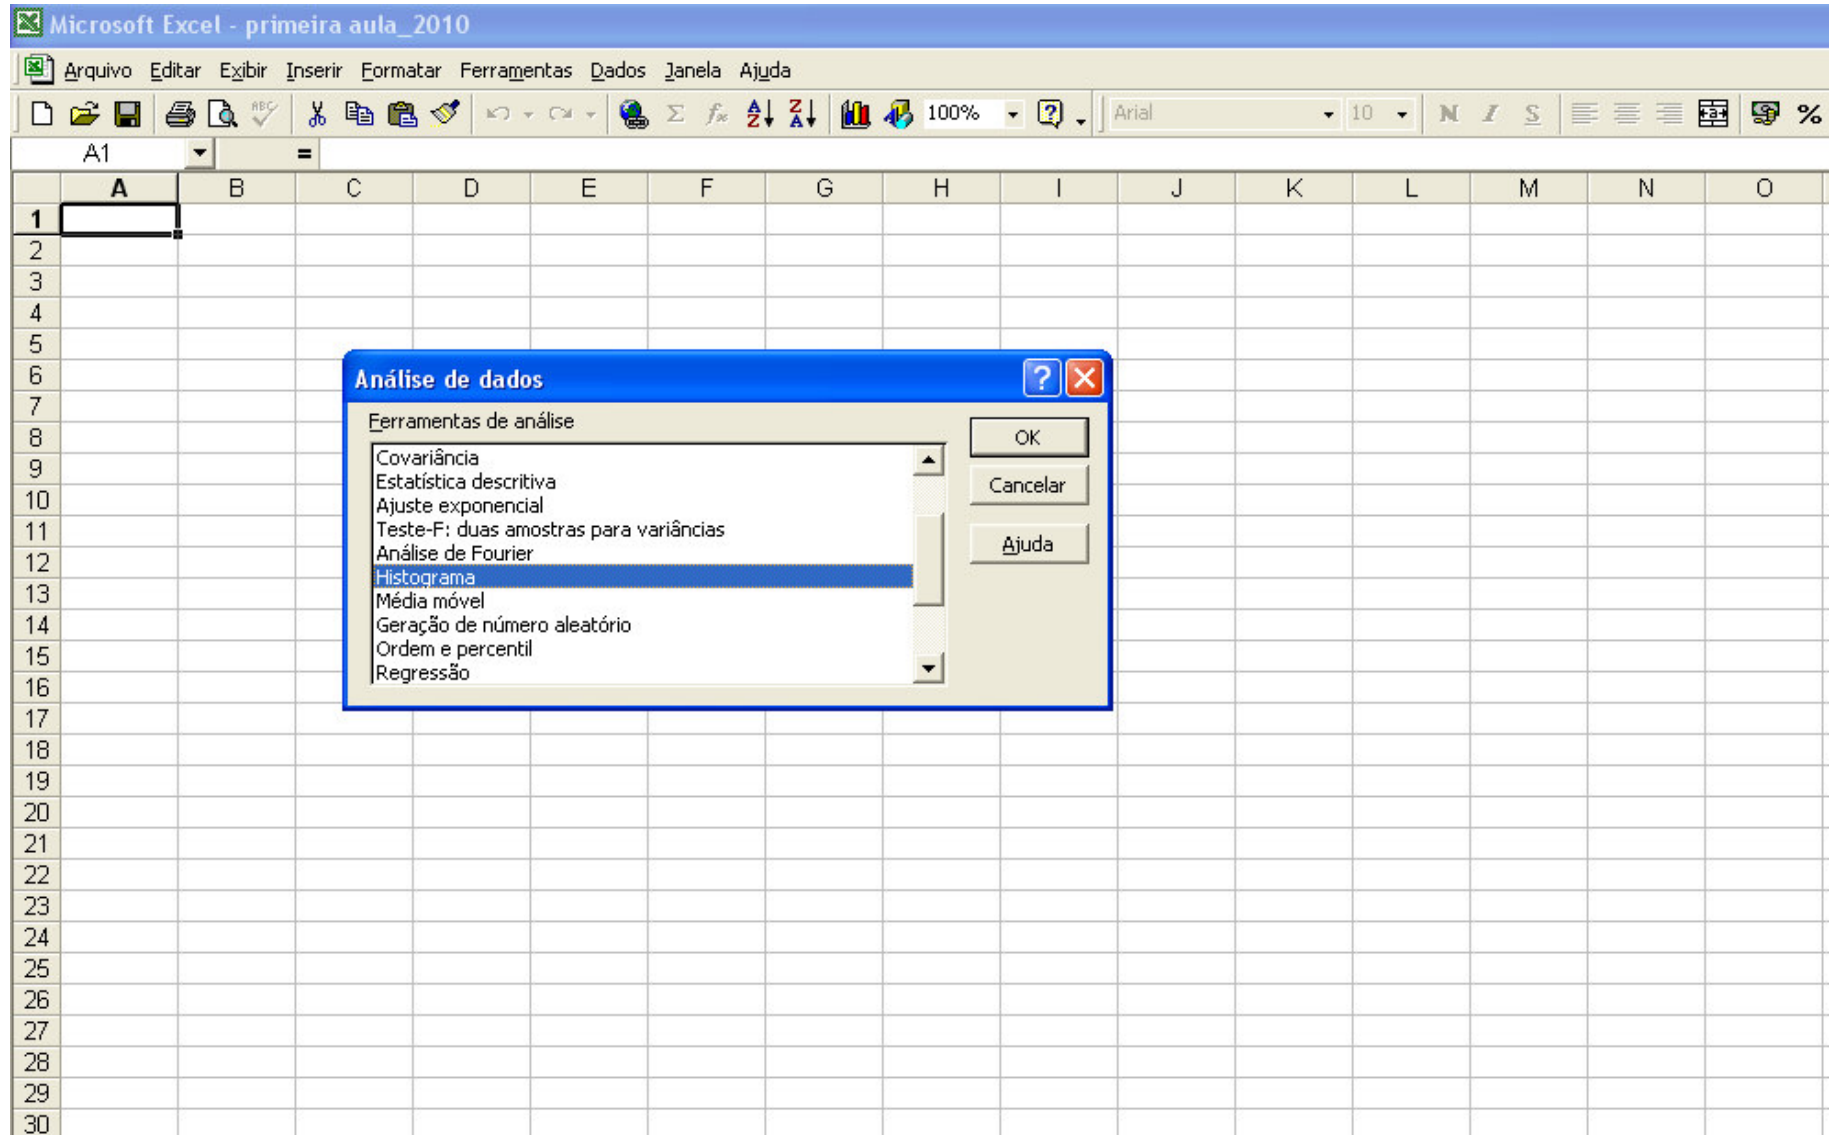 Microsoft Excel - primeira aula_2010
Arquivo Editar Exibir Inserir Formatar Ferramentas Dados Janela Ajuda
ABC Σ fx A Z Z A 100% ? Arial 10 N I S a %
A1 =
A B C D E F G H I J K L M N O
1
2
3
4
5
6
7
8
9
10
11
12
13
14
15
16
17
18
19
20
21
22
23
24
25
26
27
28
29
30
Análise de dados ?
Ferramentas de análise
Covariância
Estatística descritiva
Ajuste exponencial
Teste-F: duas amostras para variâncias
Análise de Fourier
Histograma
Média móvel
Geração de número aleatório
Ordem e percentil
Regressão
OK
Cancelar
Ajuda